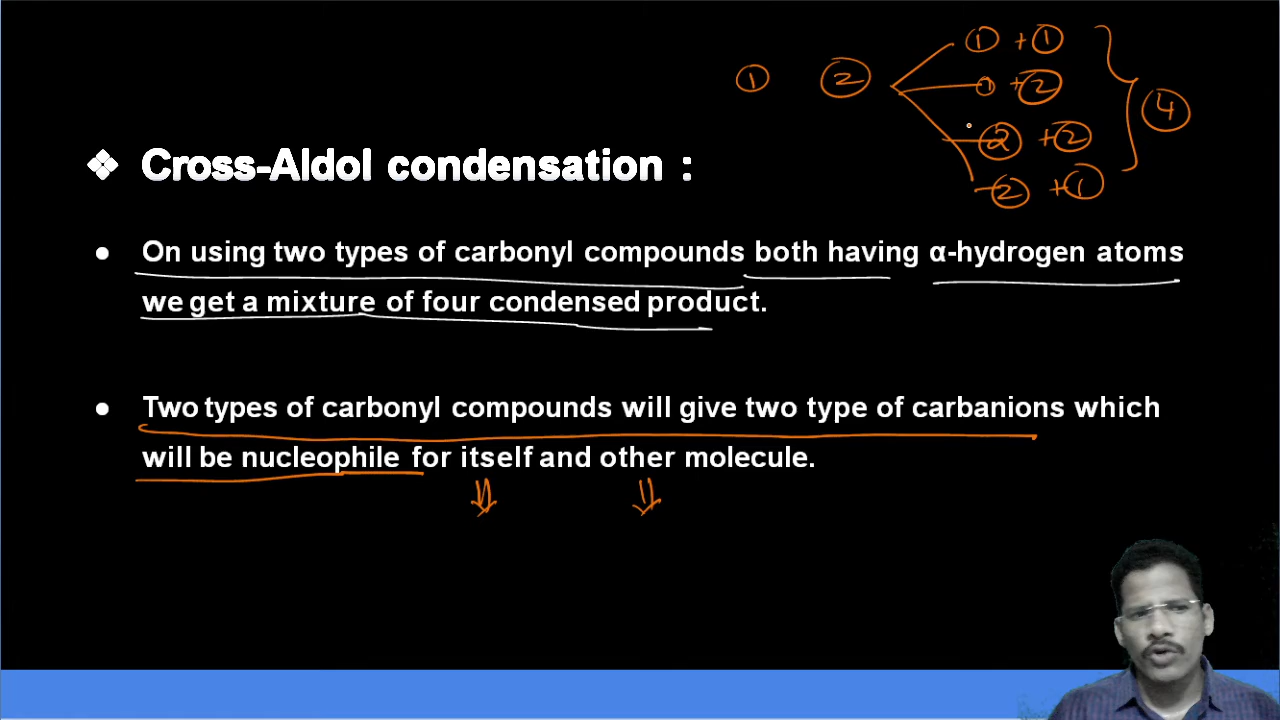 ① + ①
① ② ① + ② ④
② + ②
② + ①
❖ Cross-Aldol condensation :
● On using two types of carbonyl compounds both having α-hydrogen atoms
we get a mixture of four condensed product.
● Two types of carbonyl compounds will give two type of carbanions which
will be nucleophile for itself and other molecule.